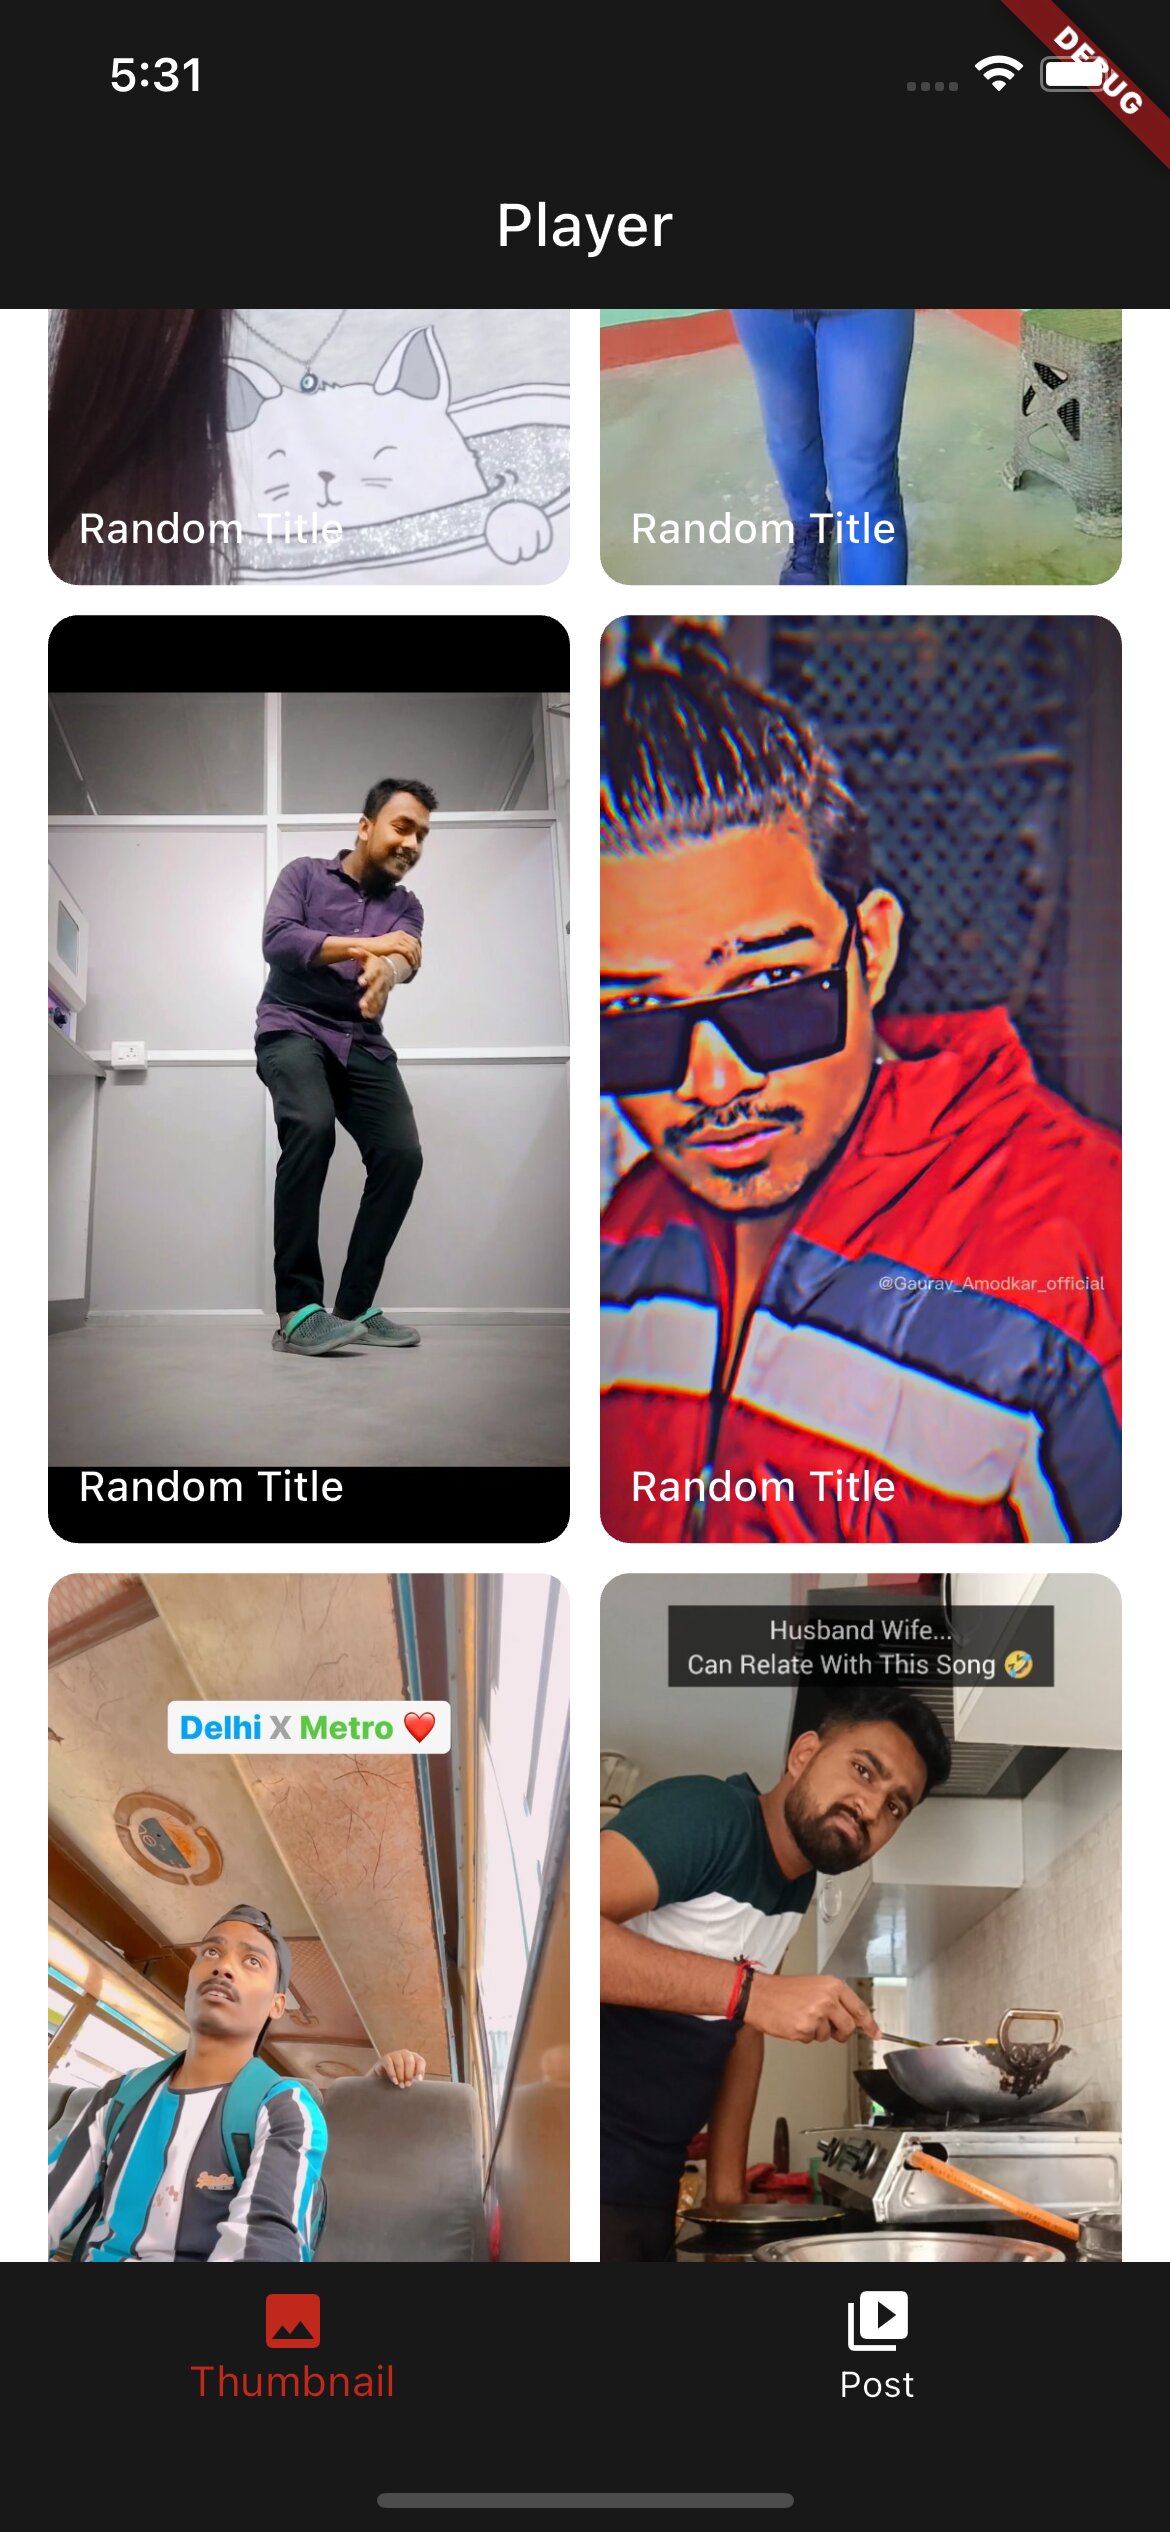 5:31
DEBUG
Player
Random Title
Random Title
@Gaurav_Amodkar_official
Random Title
Random Title
Delhi X Metro ❤️
Husband Wife...
Can Relate With This Song 🤣
Thumbnail
Post